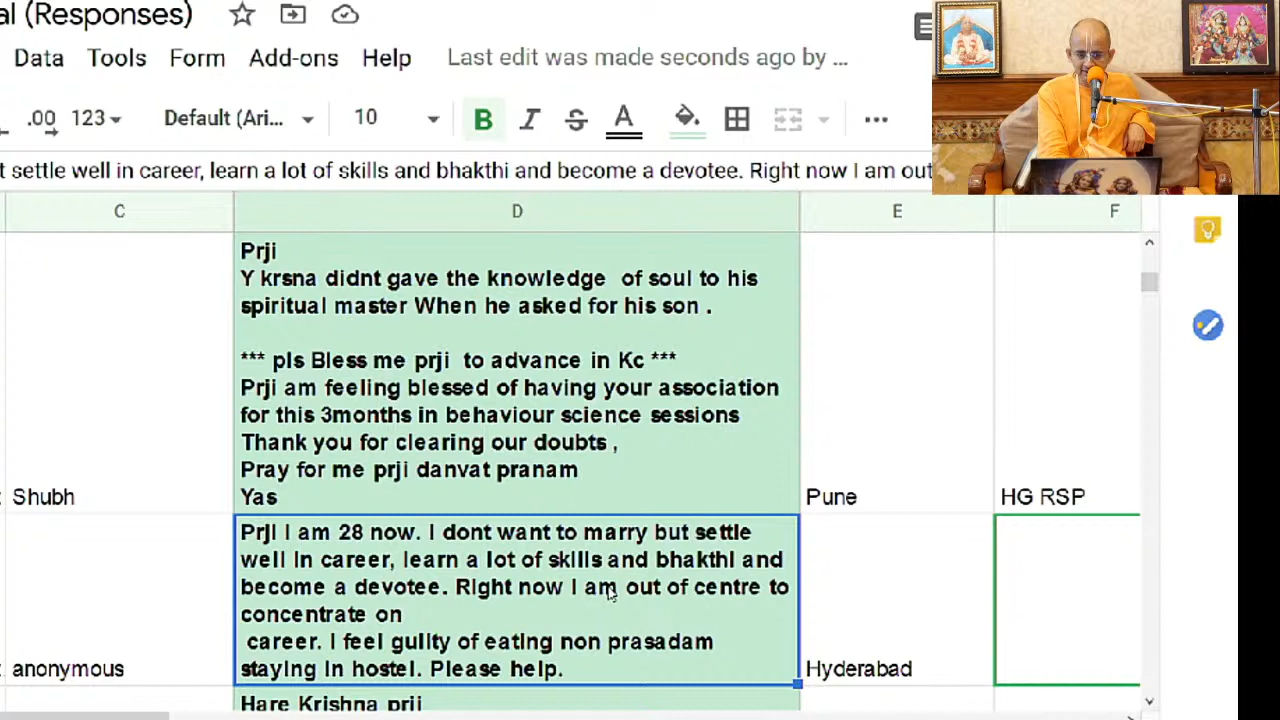 al (Responses)
Data Tools Form Add-ons Help Last edit was made seconds ago by ...
.00 123 Default (Ari... 10 B I S A ...
t settle well in career, learn a lot of skills and bhakthi and become a devotee. Right now I am out
C D E F
Prji
Y krsna didnt gave the knowledge of soul to his
spiritual master When he asked for his son .
*** pls Bless me prji to advance in Kc ***
Prji am feeling blessed of having your association
for this 3months in behaviour science sessions
Thank you for clearing our doubts ,
Pray for me prji danvat pranam
Shubh Yas Pune HG RSP
Prji I am 28 now. I dont want to marry but settle
well in career, learn a lot of skills and bhakthi and
become a devotee. Right now I am out of centre to
concentrate on
career. I feel guilty of eating non prasadam
anonymous staying in hostel. Please help. Hyderabad
Hare Krishna prji